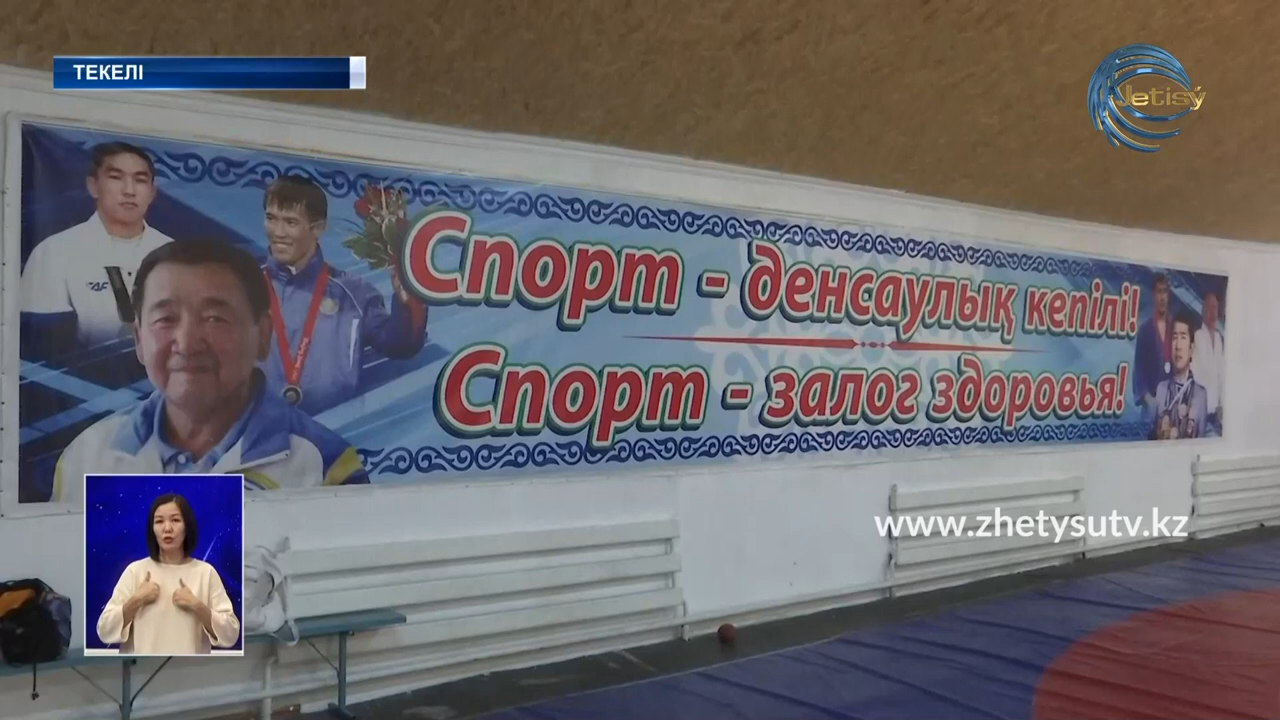 ТЕКЕЛІ
Jetisý
Спорт - денсаулық кепілі!
Спорт - залог здоровья!
www.zhetysutv.kz